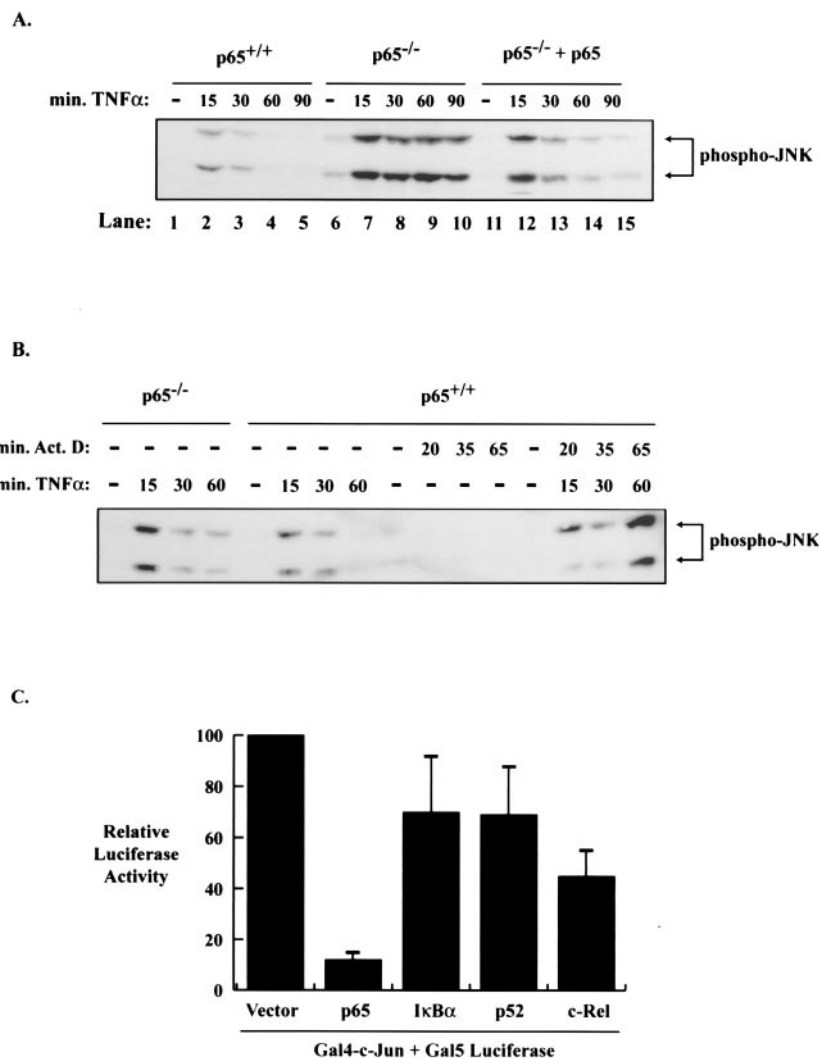 A.
p65+/+ p65-/- p65-/- + p65
min. TNFα: - 15 30 60 90 - 15 30 60 90 - 15 30 60 90
phospho-JNK
Lane: 1 2 3 4 5 6 7 8 9 10 11 12 13 14 15
B.
p65-/- p65+/+
min. Act. D: - - - - - - - - - 20 35 65 - 20 35 65
min. TNFα: - 15 30 60 - 15 30 60 - - - - - 15 30 60
phospho-JNK
C.
100
80
60
40
20
0
Relative
Luciferase
Activity
Vector p65 IκBα p52 c-Rel
Gal4-c-Jun + Gal5 Luciferase